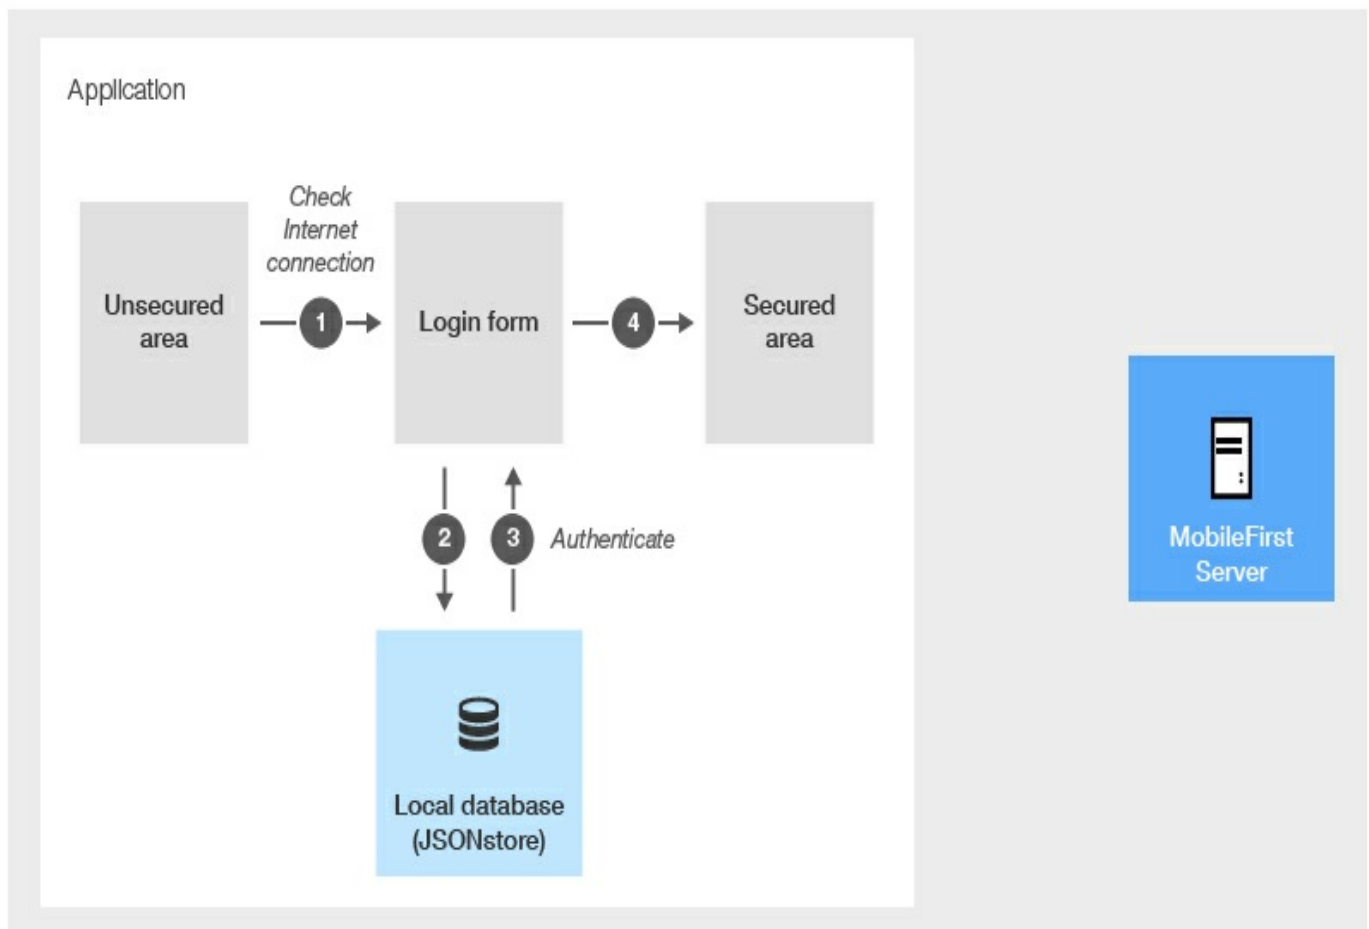 Application
Check
Internet
connection
Unsecured
area
1
Login form
4
Secured
area
2
3
Authenticate
MobileFirst
Server
Local database
(JSONstore)